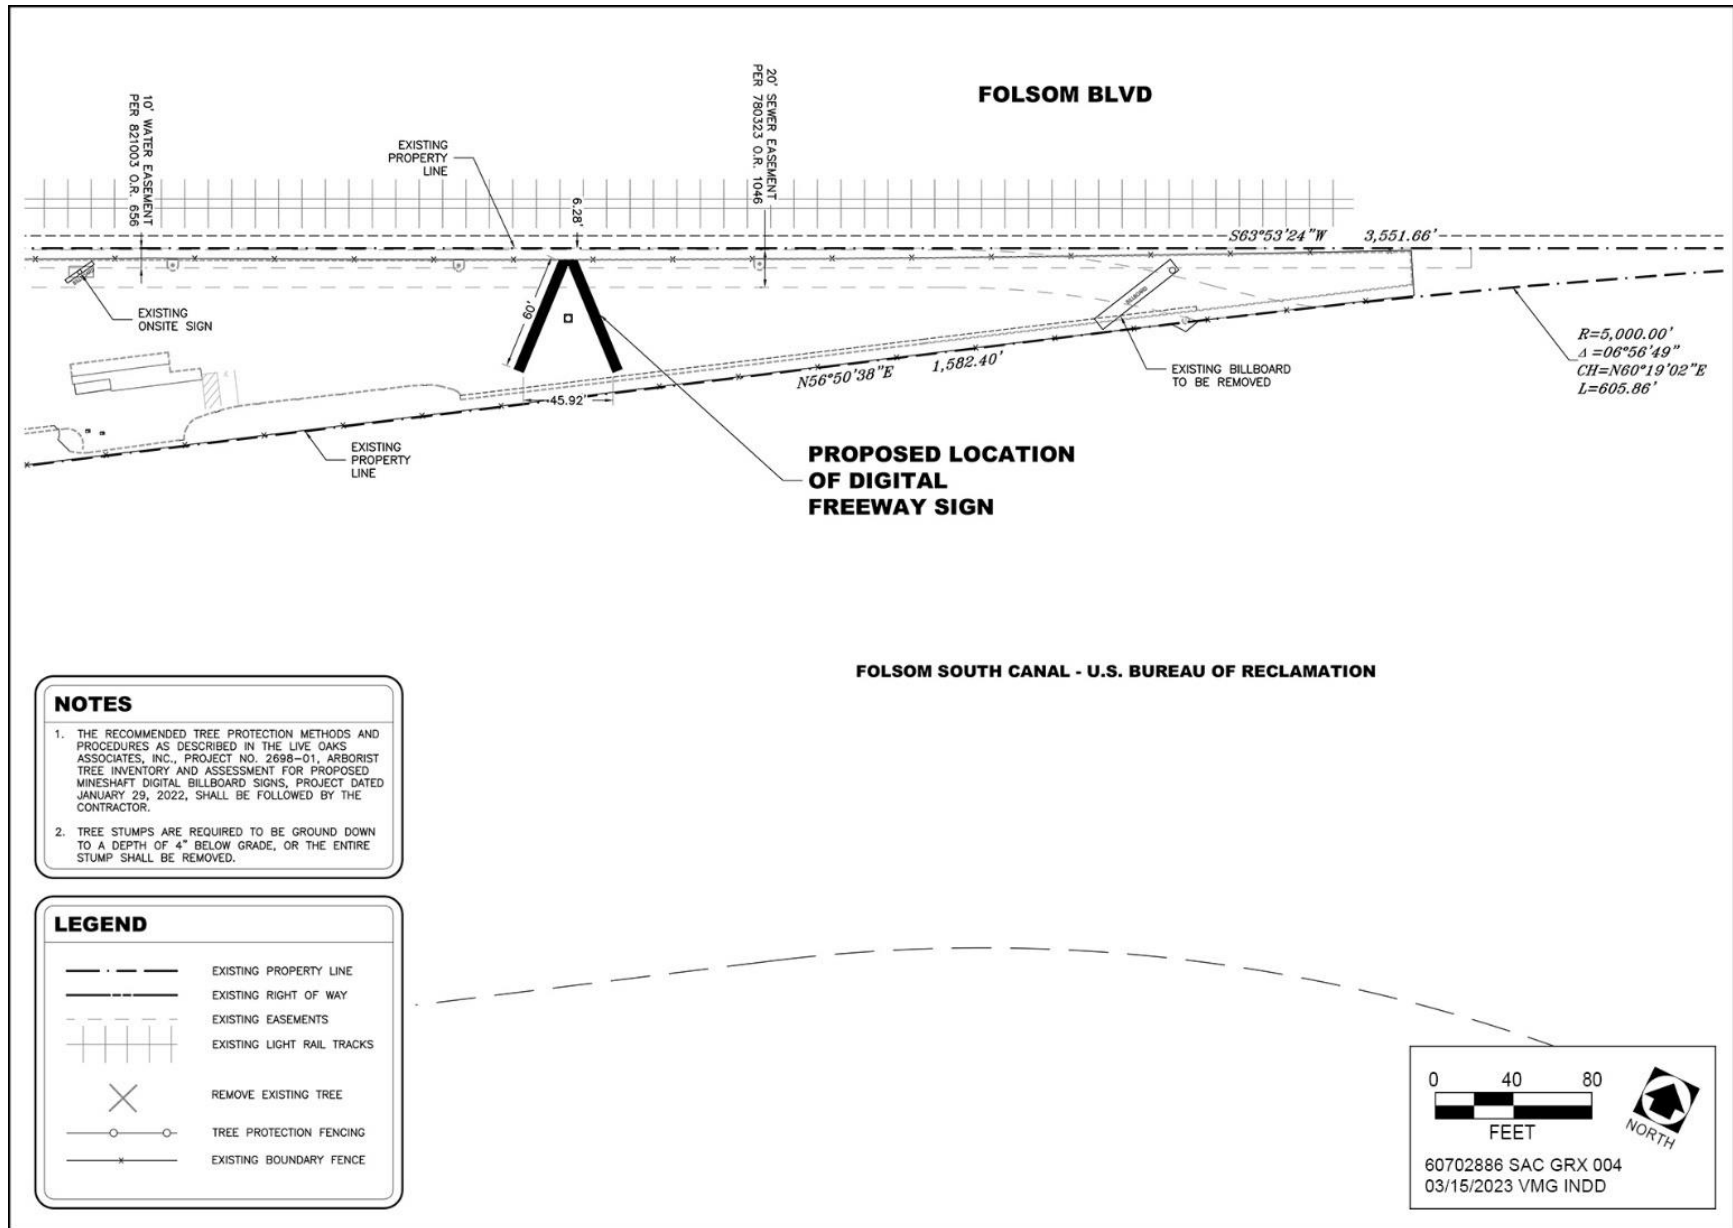 FOLSOM BLVD
10' WATER EASEMENT
PER 821003 O.R. 656
EXISTING
PROPERTY
LINE
20' SEWER EASEMENT
PER 780323 O.R. 1046
6.28'
S63°53'24"W 3,551.66'
EXISTING
ONSITE SIGN
60'
BILLBOARD
R=5,000.00'
Δ=06°56'49"
CH=N60°19'02"E
L=605.86'
EXISTING BILLBOARD
TO BE REMOVED
N56°50'38"E 1,582.40'
45.92'
EXISTING
PROPERTY
LINE
PROPOSED LOCATION
OF DIGITAL
FREEWAY SIGN
FOLSOM SOUTH CANAL - U.S. BUREAU OF RECLAMATION
NOTES
1. THE RECOMMENDED TREE PROTECTION METHODS AND
PROCEDURES AS DESCRIBED IN THE LIVE OAKS
ASSOCIATES, INC., PROJECT NO. 2698-01, ARBORIST
TREE INVENTORY AND ASSESSMENT FOR PROPOSED
MINESHAFT DIGITAL BILLBOARD SIGNS, PROJECT DATED
JANUARY 29, 2022, SHALL BE FOLLOWED BY THE
CONTRACTOR.
2. TREE STUMPS ARE REQUIRED TO BE GROUND DOWN
TO A DEPTH OF 4" BELOW GRADE, OR THE ENTIRE
STUMP SHALL BE REMOVED.
LEGEND
EXISTING PROPERTY LINE
EXISTING RIGHT OF WAY
EXISTING EASEMENTS
EXISTING LIGHT RAIL TRACKS
REMOVE EXISTING TREE
TREE PROTECTION FENCING
EXISTING BOUNDARY FENCE
0 40 80
FEET
NORTH
60702886 SAC GRX 004
03/15/2023 VMG INDD